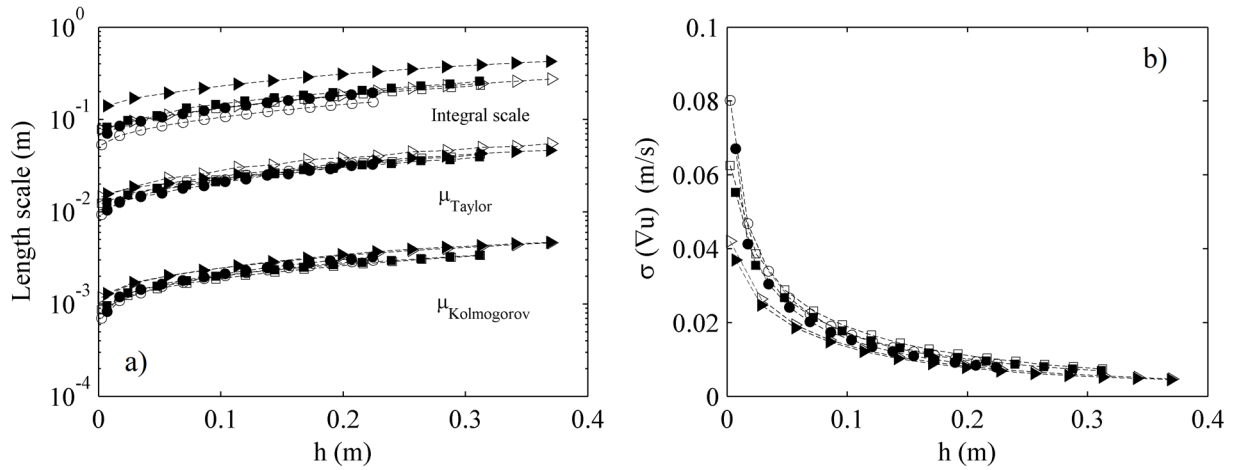 10⁰
10⁻¹
10⁻²
10⁻³
10⁻⁴
Length scale (m)
Integral scale
μ_Taylor
μ_Kolmogorov
a)
0 0.1 0.2 0.3 0.4
h (m)
0.1
0.08
0.06
0.04
0.02
0
σ (∇u) (m/s)
b)
0 0.1 0.2 0.3 0.4
h (m)